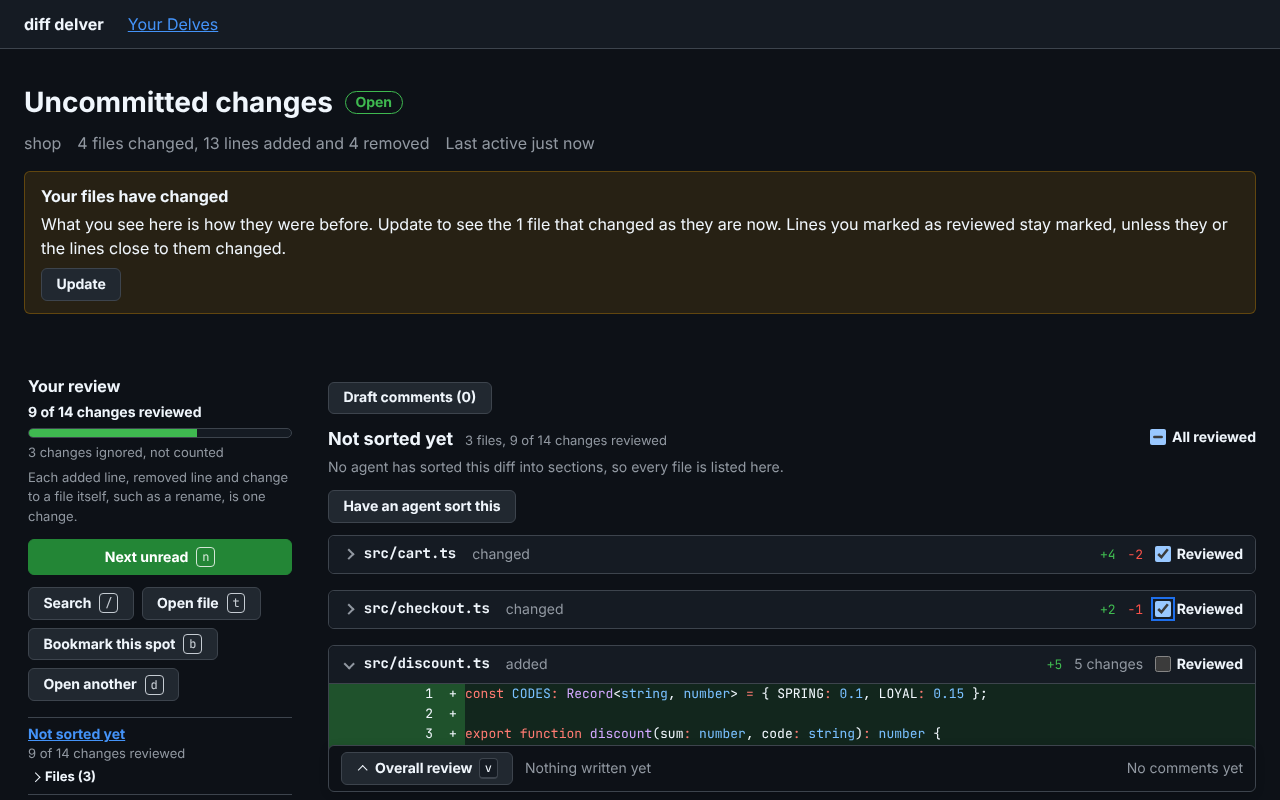 diff delver Your Delves
Uncommitted changes Open
shop 4 files changed, 13 lines added and 4 removed Last active just now
Your files have changed
What you see here is how they were before. Update to see the 1 file that changed as they are now. Lines you marked as reviewed stay marked, unless they or
the lines close to them changed.
Update
Your review
9 of 14 changes reviewed
3 changes ignored, not counted
Each added line, removed line and change
to a file itself, such as a rename, is one
change.
Next unread n
Search / Open file t
Bookmark this spot b
Open another d
Not sorted yet
9 of 14 changes reviewed
Files (3)
Draft comments (0)
Not sorted yet 3 files, 9 of 14 changes reviewed All reviewed
No agent has sorted this diff into sections, so every file is listed here.
Have an agent sort this
src/cart.ts changed +4 -2 Reviewed
src/checkout.ts changed +2 -1 Reviewed
src/discount.ts added +5 5 changes Reviewed
1 + const CODES: Record<string, number> = { SPRING: 0.1, LOYAL: 0.15 };
2 +
3 + export function discount(sum: number, code: string): number {
Overall review v Nothing written yet No comments yet